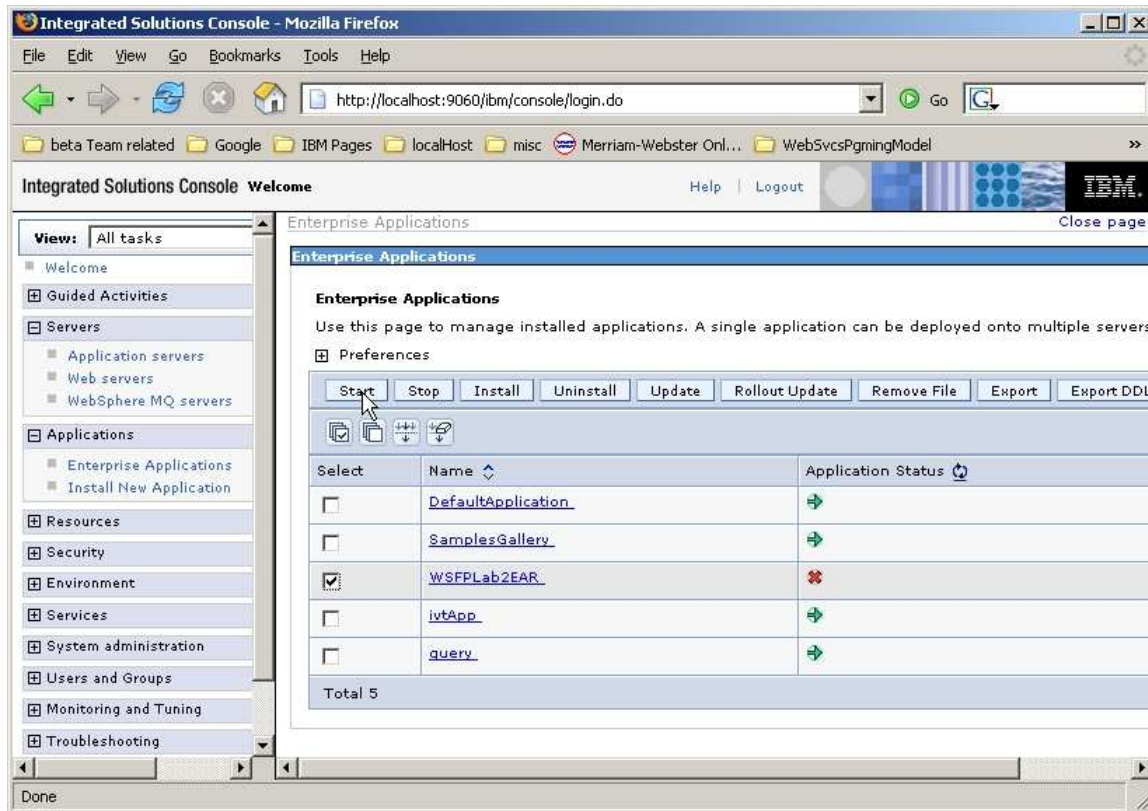 Integrated Solutions Console - Mozilla Firefox
File Edit View Go Bookmarks Tools Help
http://localhost:9060/ibm/console/login.do Go G
beta Team related Google IBM Pages localHost misc Merriam-Webster Onl... WebSvcsPgmingModel »
Integrated Solutions Console Welcome Help | Logout IBM.
View: All tasks
Welcome
Guided Activities
Servers
Application servers
Web servers
WebSphere MQ servers
Applications
Enterprise Applications
Install New Application
Resources
Security
Environment
Services
System administration
Users and Groups
Monitoring and Tuning
Troubleshooting
Enterprise Applications Close page
Enterprise Applications
Enterprise Applications
Use this page to manage installed applications. A single application can be deployed onto multiple servers
Preferences
Start Stop Install Uninstall Update Rollout Update Remove File Export Export DDL
Select Name Application Status
DefaultApplication
SamplesGallery
WSFPLab2EAR
ivtApp
query
Total 5
Done